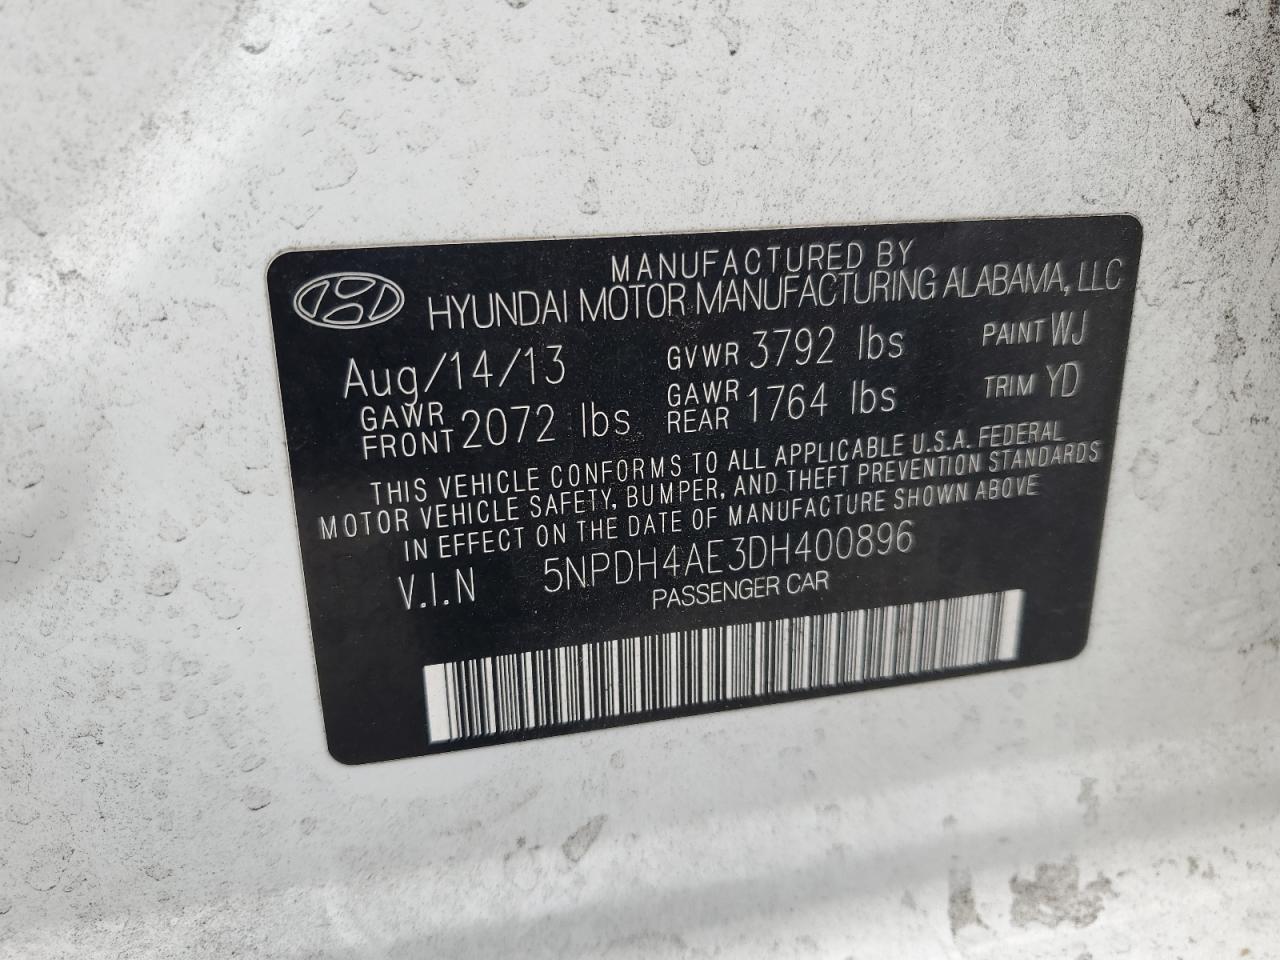 MANUFACTURED BY
HYUNDAI MOTOR MANUFACTURING ALABAMA, LLC
Aug/14/13 GVWR 3792 lbs PAINT WJ
GAWR FRONT 2072 lbs GAWR REAR 1764 lbs TRIM YD
THIS VEHICLE CONFORMS TO ALL APPLICABLE U.S.A. FEDERAL
MOTOR VEHICLE SAFETY, BUMPER, AND THEFT PREVENTION STANDARDS
IN EFFECT ON THE DATE OF MANUFACTURE SHOWN ABOVE
V.I.N 5NPDH4AE3DH400896
PASSENGER CAR